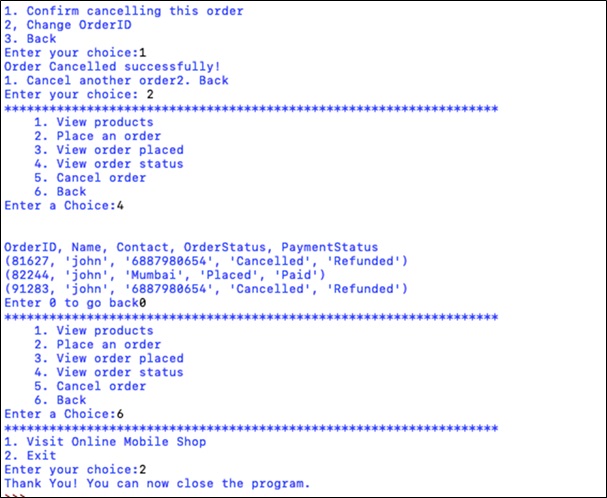 1. Confirm cancelling this order
2, Change OrderID
3. Back
Enter your choice:1
Order Cancelled successfully!
1. Cancel another order2. Back
Enter your choice: 2
******************************************************************
1. View products
2. Place an order
3. View order placed
4. View order status
5. Cancel order
6. Back
Enter a Choice:4
OrderID, Name, Contact, OrderStatus, PaymentStatus
(81627, 'john', '6887980654', 'Cancelled', 'Refunded')
(82244, 'john', 'Mumbai', 'Placed', 'Paid')
(91283, 'john', '6887980654', 'Cancelled', 'Refunded')
Enter 0 to go back0
******************************************************************
1. View products
2. Place an order
3. View order placed
4. View order status
5. Cancel order
6. Back
Enter a Choice:6
******************************************************************
1. Visit Online Mobile Shop
2. Exit
Enter your choice:2
Thank You! You can now close the program.
>>>